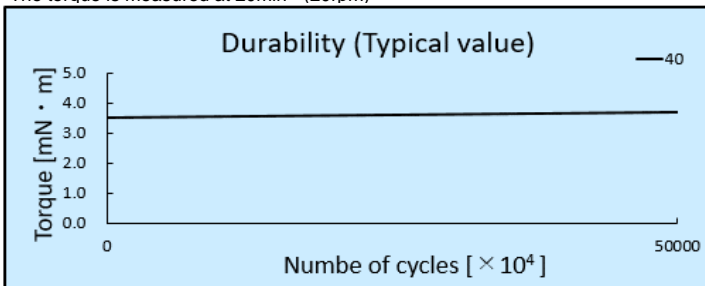 The torque is measured at 20min⁻¹ (20rpm)
Durability (Typical value)
40
5.0
4.0
3.0
2.0
1.0
0.0
Torque [mN・m]
0
50000
Numbe of cycles [×10⁴]